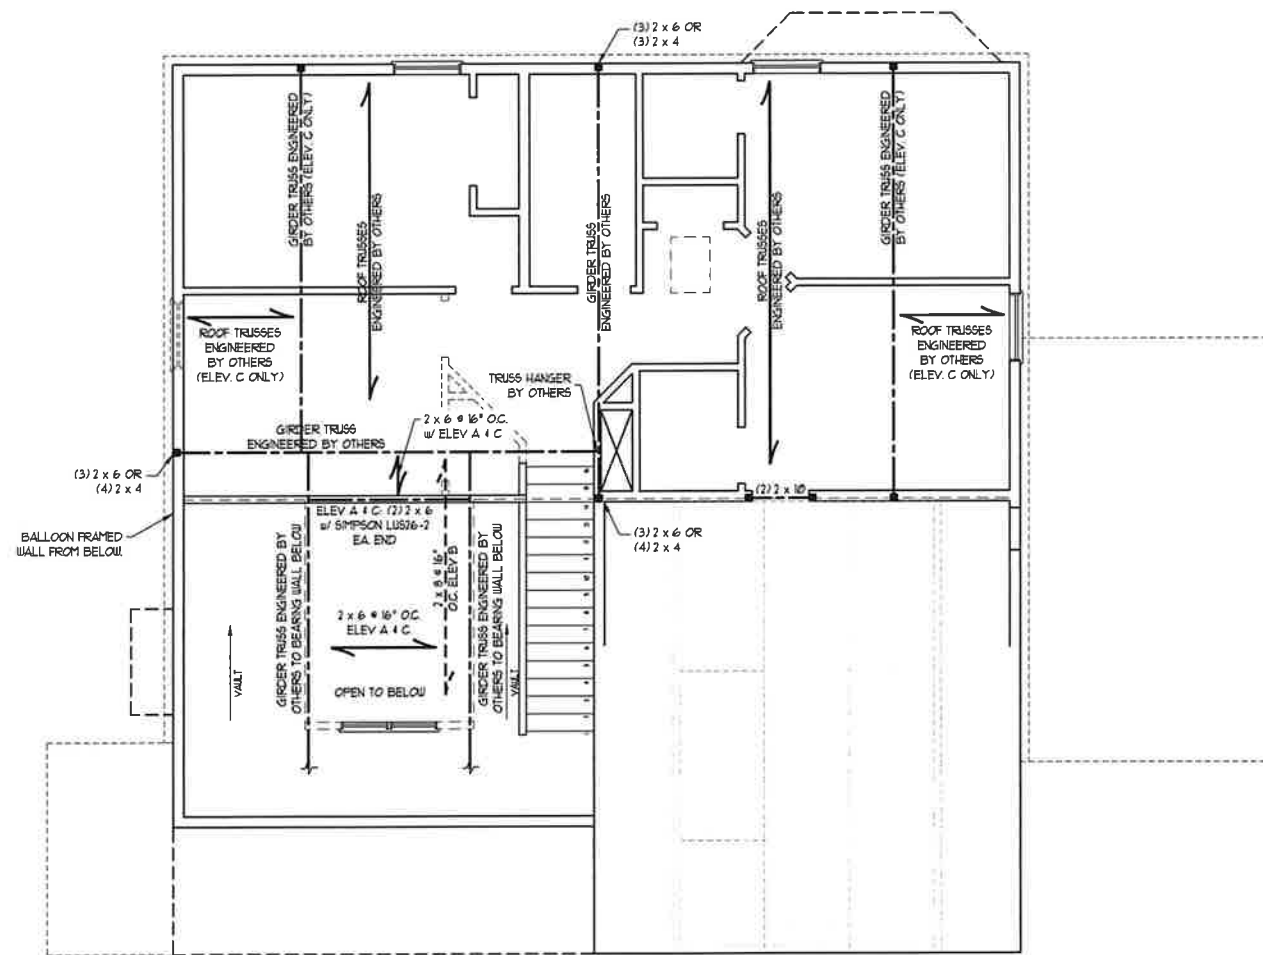 (3) 2 x 6 OR
(3) 2 x 4
GIRDER TRUSS ENGINEERED
BY OTHERS (ELEV. C ONLY)
ROOF TRUSSES
ENGINEERED BY OTHERS
GIRDER TRUSS
ENGINEERED BY OTHERS
ROOF TRUSSES
ENGINEERED BY OTHERS
GIRDER TRUSS ENGINEERED
BY OTHERS (ELEV. C ONLY)
ROOF TRUSSES
ENGINEERED
BY OTHERS
(ELEV. C ONLY)
ROOF TRUSSES
ENGINEERED
BY OTHERS
(ELEV. C ONLY)
TRUSS HANGER
BY OTHERS
2 x 6 @ 16" O.C.
W/ ELEV A & C
GIRDER TRUSS
ENGINEERED BY OTHERS
(3) 2 x 6 OR
(4) 2 x 4
(2) 2 x 10
ELEV A & C: (2) 2 x 6
w/ SIMPSON LUS26-2
EA. END
(3) 2 x 6 OR
(4) 2 x 4
BALLOON FRAMED
WALL FROM BELOW.
GIRDER TRUSS ENGINEERED BY
OTHERS TO BEARING WALL BELOW
2 x 8 @ 16"
O.C. ELEV B
GIRDER TRUSS ENGINEERED BY
OTHERS TO BEARING WALL BELOW
2 x 6 @ 16" O.C.
ELEV A & C
VAULT
OPEN TO BELOW
VAULT